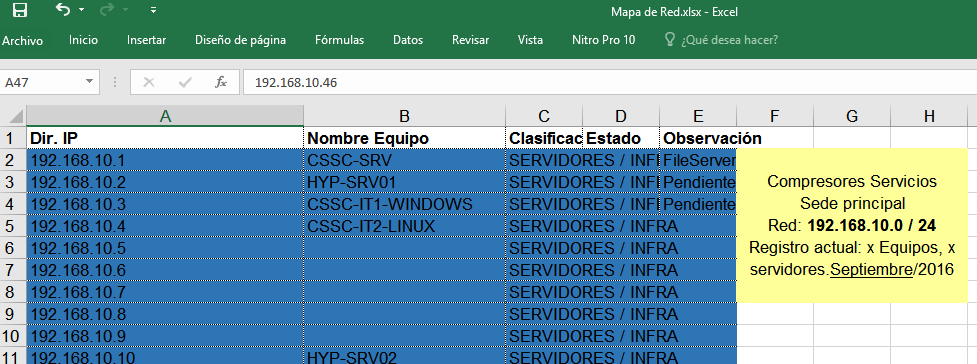 Mapa de Red.xlsx - Excel
Archivo Inicio Insertar Diseño de página Fórmulas Datos Revisar Vista Nitro Pro 10 ¿Qué desea hacer?
A47 fx 192.168.10.46
A B C D E F G H
1 Dir. IP Nombre Equipo Clasificac Estado Observación
2 192.168.10.1 CSSC-SRV SERVIDORES / INFI FileServer
3 192.168.10.2 HYP-SRV01 SERVIDORES / INFI Pendiente
4 192.168.10.3 CSSC-IT1-WINDOWS SERVIDORES / INFI Pendiente
5 192.168.10.4 CSSC-IT2-LINUX SERVIDORES / INFRA
6 192.168.10.5 SERVIDORES / INFRA
7 192.168.10.6 SERVIDORES / INFRA
8 192.168.10.7 SERVIDORES / INFRA
9 192.168.10.8 SERVIDORES / INFRA
10 192.168.10.9 SERVIDORES / INFRA
11 192.168.10.10 HYP-SRV02 SERVIDORES / INFRA
Compresores Servicios
Sede principal
Red: 192.168.10.0 / 24
Registro actual: x Equipos, x
servidores.Septiembre/2016